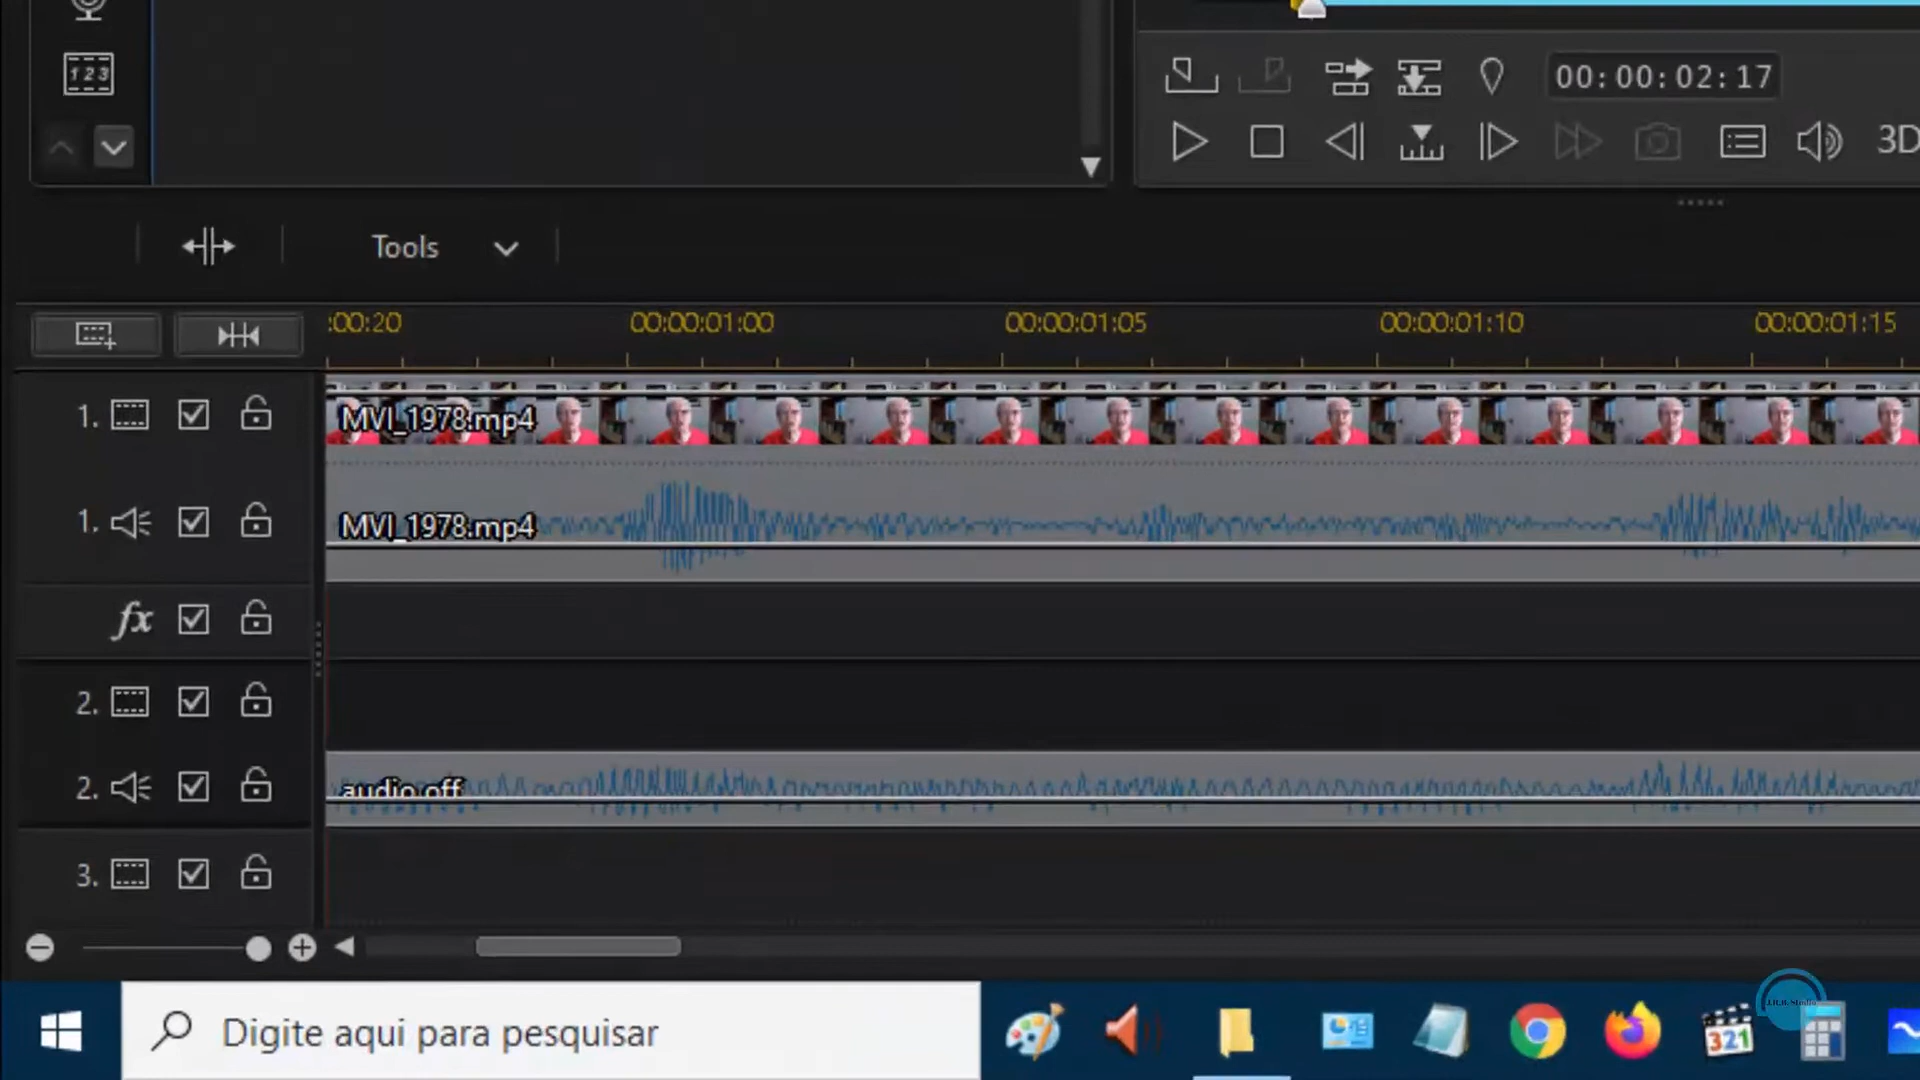 123
00:00:02:17
3D
Tools
:00:20 00:00:01:00 00:00:01:05 00:00:01:10 00:00:01:15
1. MVI_1978.mp4
1. MVI_1978.mp4
fx
2.
2. audio off
3.
Digite aqui para pesquisar
321